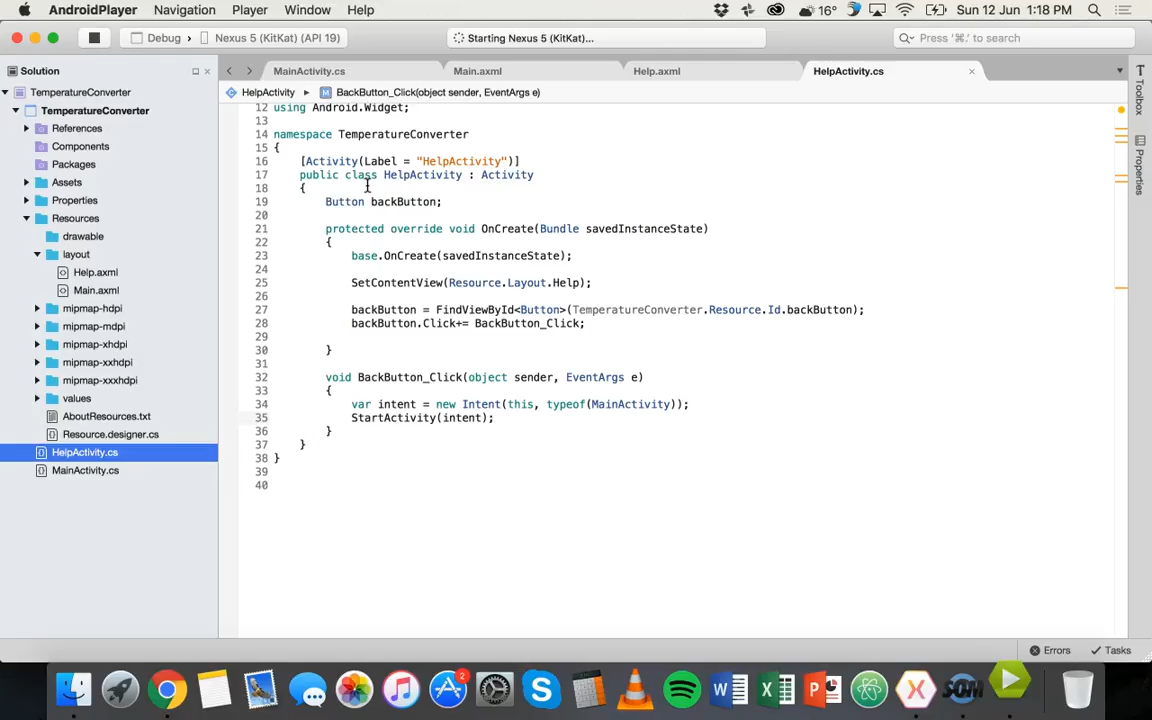 AndroidPlayer Navigation Player Window Help 16° Sun 12 Jun 1:18 PM
Debug › Nexus 5 (KitKat) (API 19) Starting Nexus 5 (KitKat)... Press '⌘.' to search
Solution
MainActivity.cs Main.axml Help.axml HelpActivity.cs
HelpActivity ▸ M BackButton_Click(object sender, EventArgs e)
TemperatureConverter
TemperatureConverter
References
Components
Packages
Assets
Properties
Resources
drawable
layout
Help.axml
Main.axml
mipmap-hdpi
mipmap-mdpi
mipmap-xhdpi
mipmap-xxhdpi
mipmap-xxxhdpi
values
AboutResources.txt
Resource.designer.cs
HelpActivity.cs
MainActivity.cs
12 using Android.Widget;
13
14 namespace TemperatureConverter
15 {
16 [Activity(Label = "HelpActivity")]
17 public class HelpActivity : Activity
18 {
19 Button backButton;
20
21 protected override void OnCreate(Bundle savedInstanceState)
22 {
23 base.OnCreate(savedInstanceState);
24
25 SetContentView(Resource.Layout.Help);
26
27 backButton = FindViewById<Button>(TemperatureConverter.Resource.Id.backButton);
28 backButton.Click+= BackButton_Click;
29
30 }
31
32 void BackButton_Click(object sender, EventArgs e)
33 {
34 var intent = new Intent(this, typeof(MainActivity));
35 StartActivity(intent);
36 }
37 }
38 }
39
40
Toolbox
Properties
Errors Tasks
2
SQM